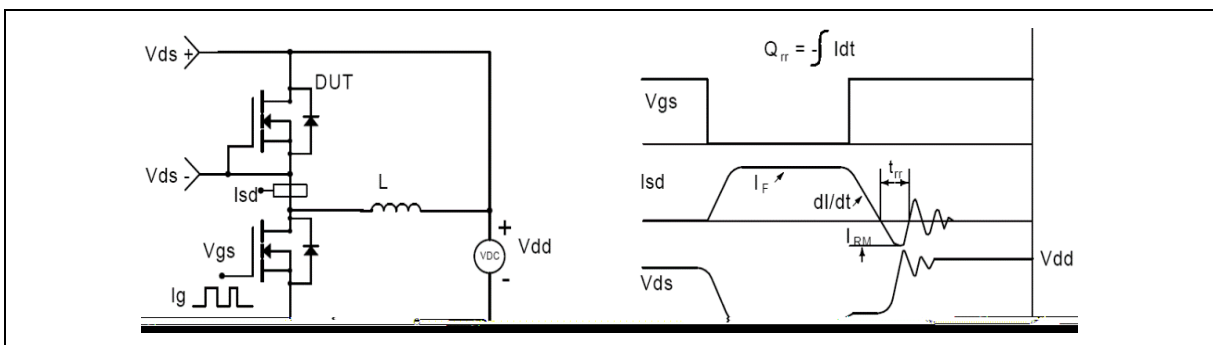 Vds +
DUT
Vds -
Isd
L
Vgs
Ig
VDC
+
-
Vdd
Q rr = - ∫ Idt
Vgs
Isd
I F
dI/dt
t rr
I RM
Vds
Vdd